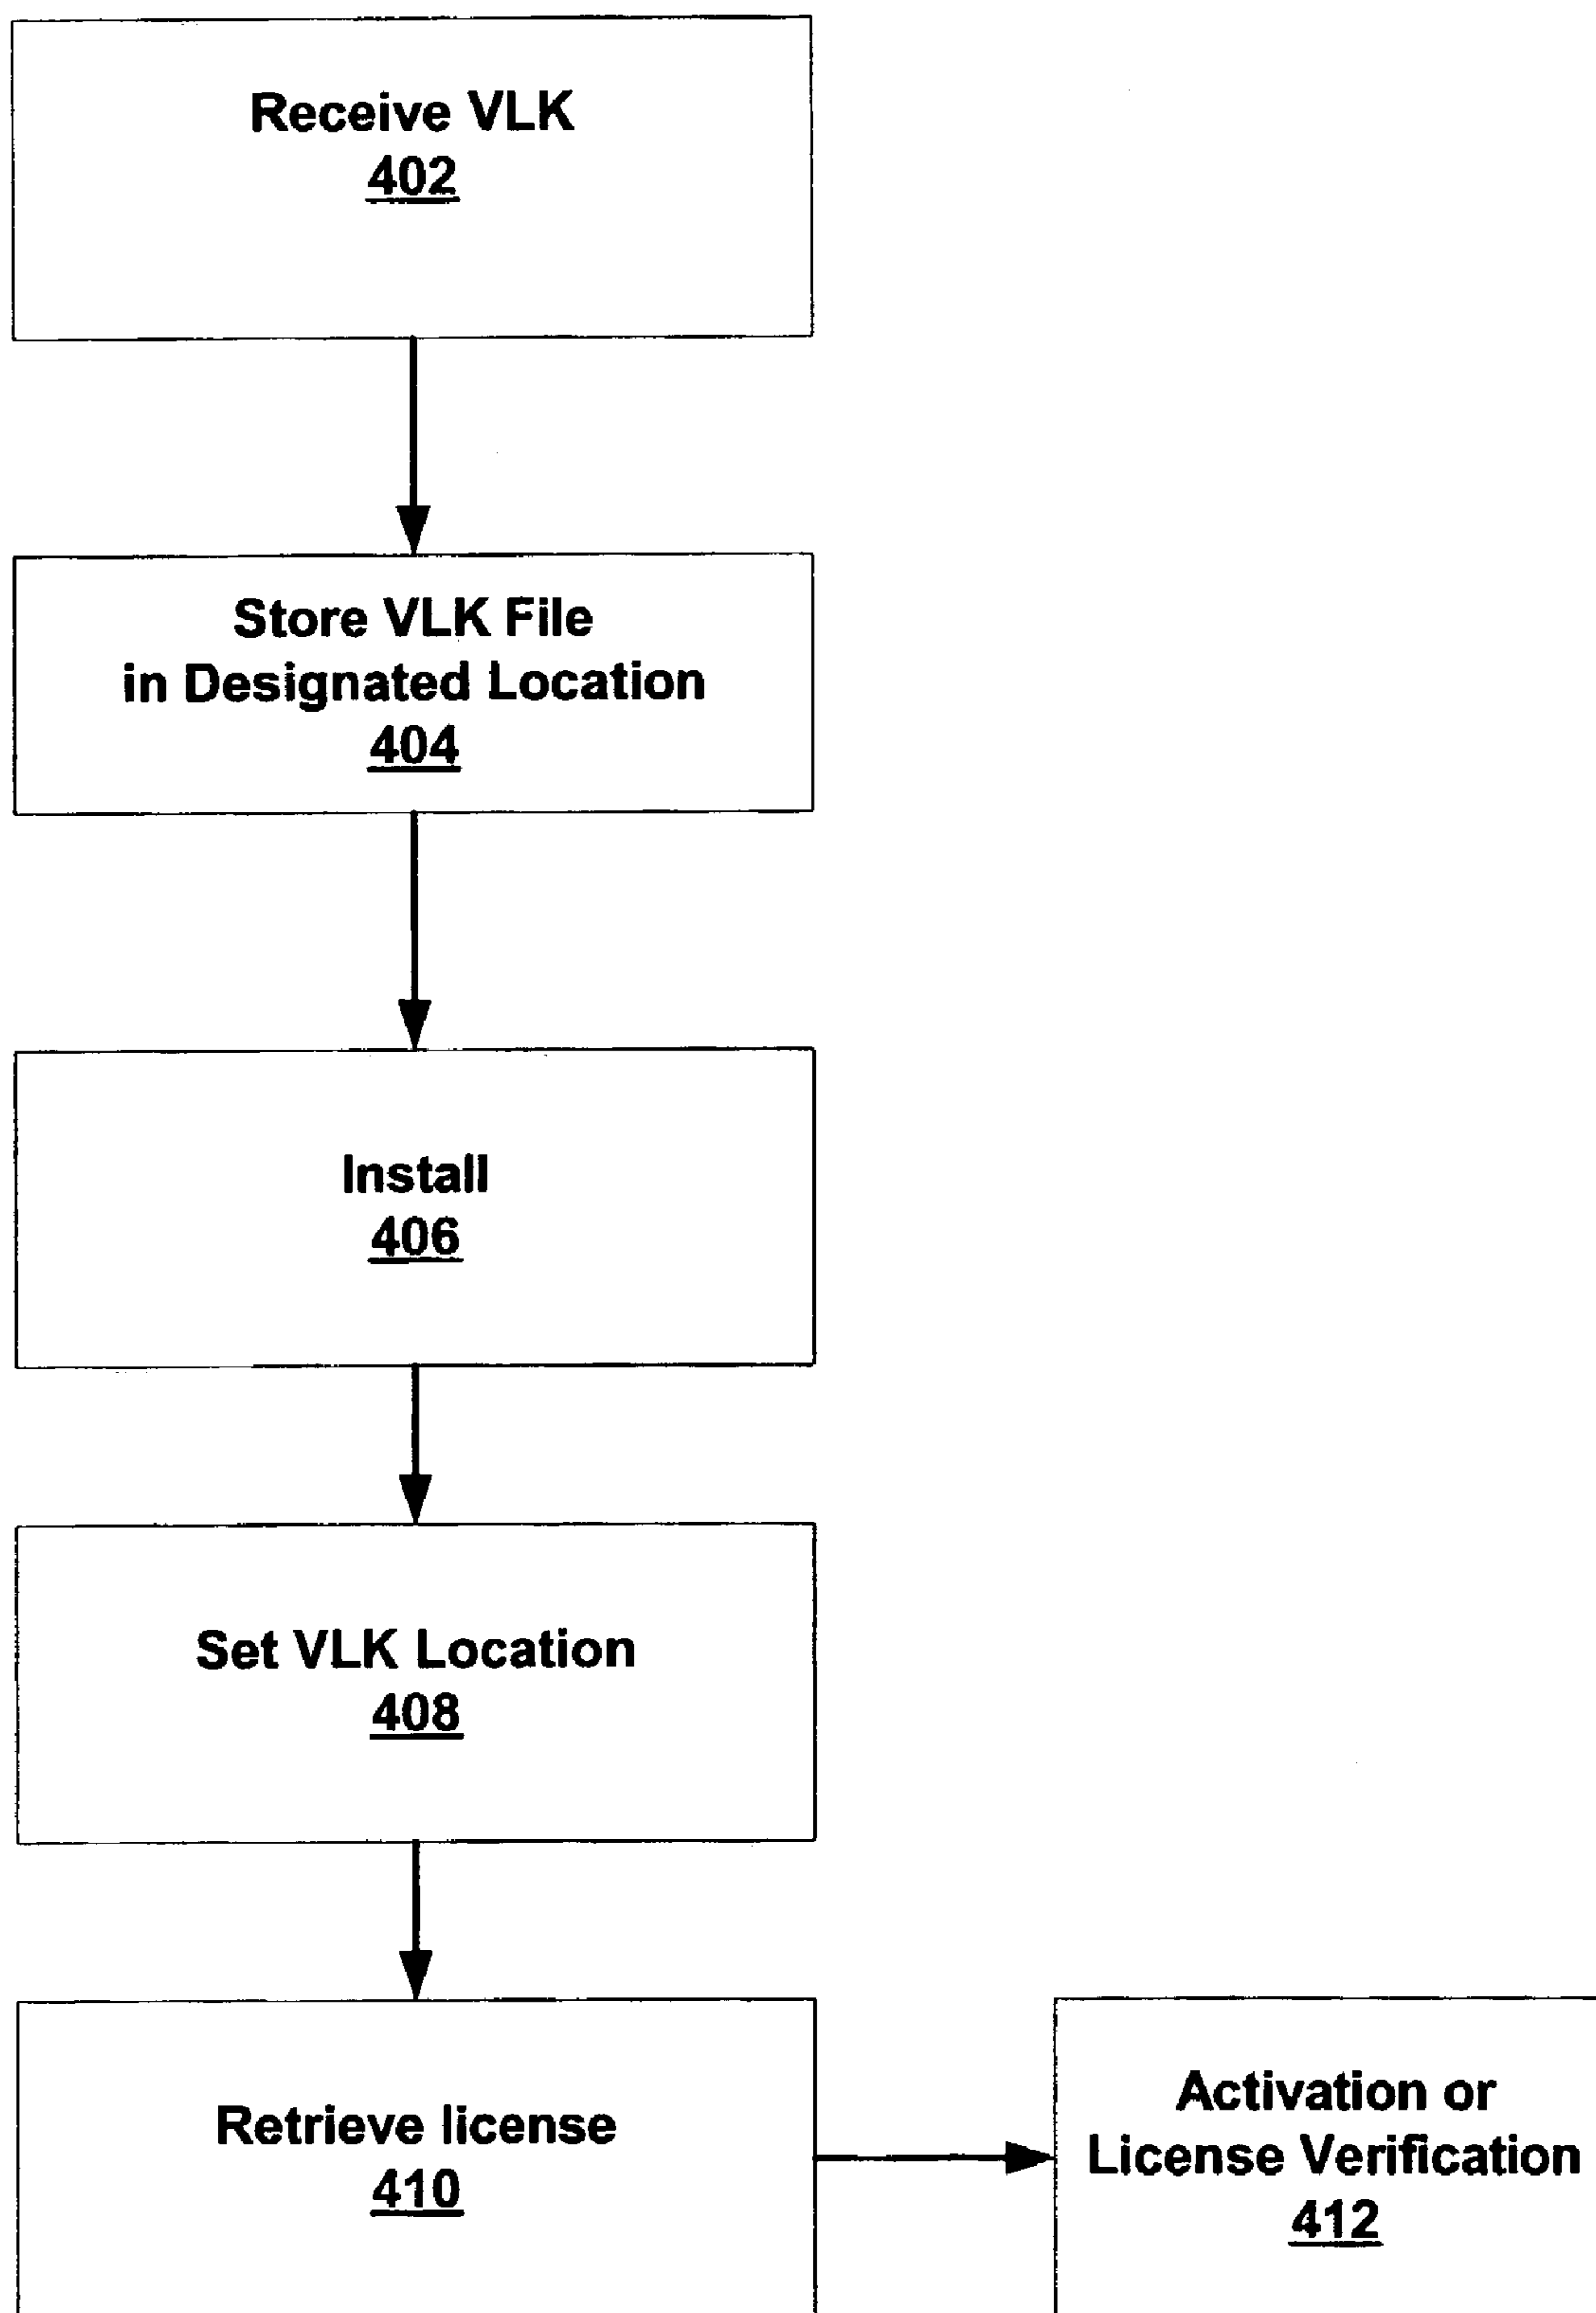 Receive VLK
402
Store VLK File
in Designated Location
404
Install
406
Set VLK Location
408
Retrieve license
410
Activation or
License Verification
412